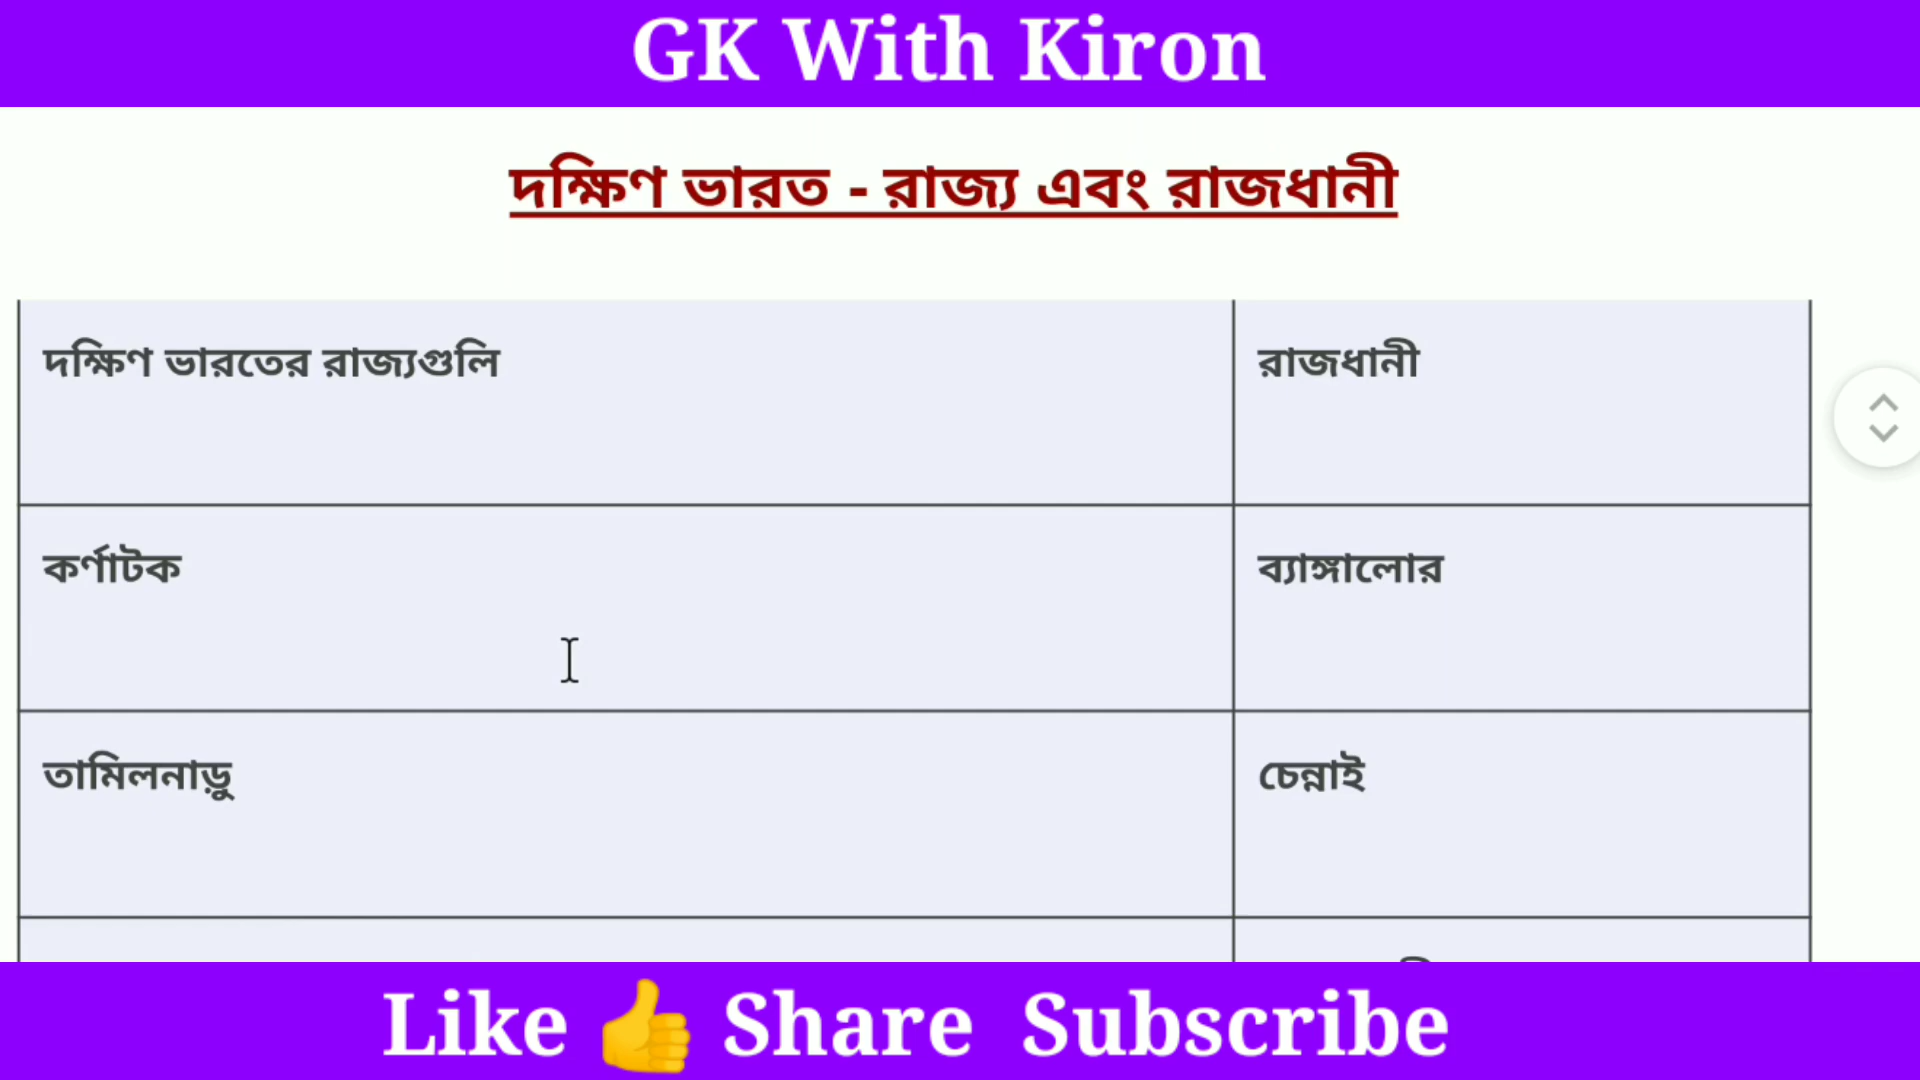 GK With Kiron
দক্ষিণ ভারত - রাজ্য এবং রাজধানী
দক্ষিণ ভারতের রাজ্যগুলি
রাজধানী
কর্ণাটক
ব্যাঙ্গালোর
তামিলনাড়ু
চেন্নাই
Like 👍 Share Subscribe